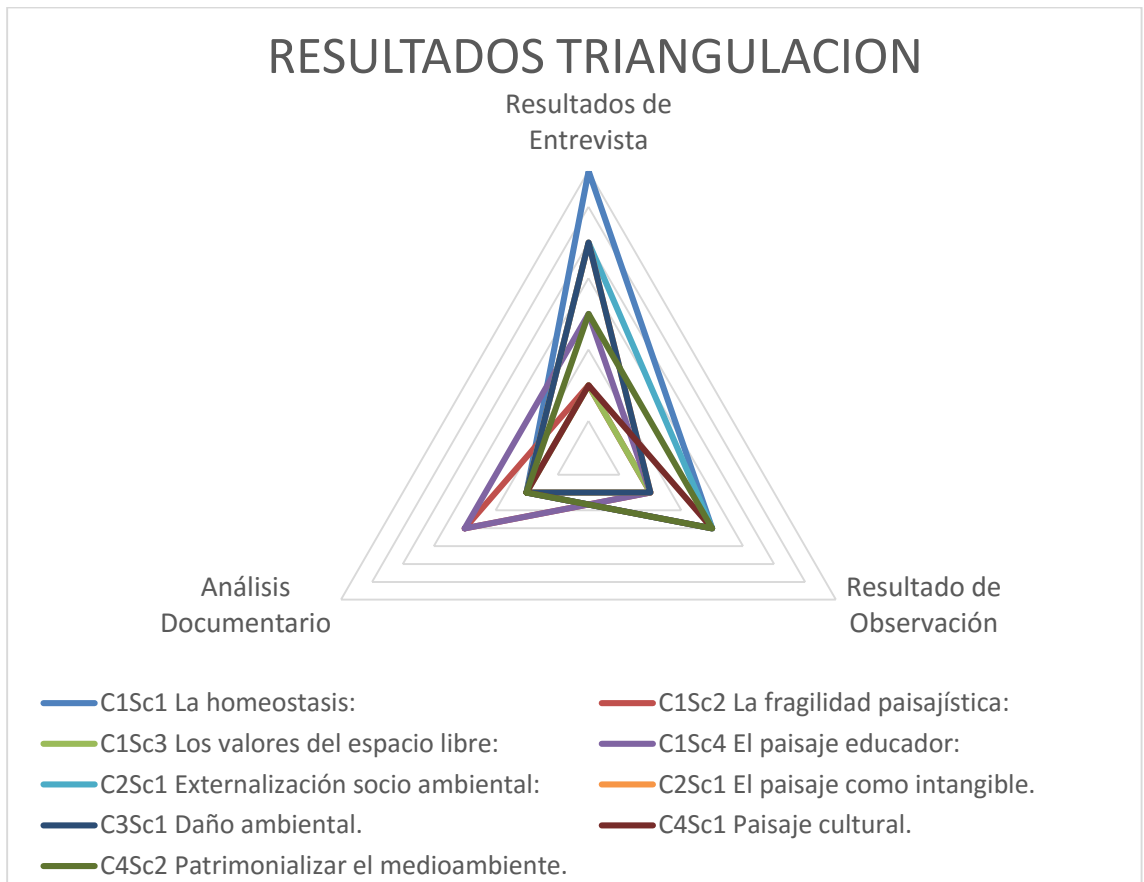 RESULTADOS TRIANGULACION
Resultados de
Entrevista
Análisis
Documentario
Resultado de
Observación
C1Sc1 La homeostasis:
C1Sc2 La fragilidad paisajística:
C1Sc3 Los valores del espacio libre:
C1Sc4 El paisaje educador:
C2Sc1 Externalización socio ambiental:
C2Sc1 El paisaje como intangible.
C3Sc1 Daño ambiental.
C4Sc1 Paisaje cultural.
C4Sc2 Patrimonializar el medioambiente.